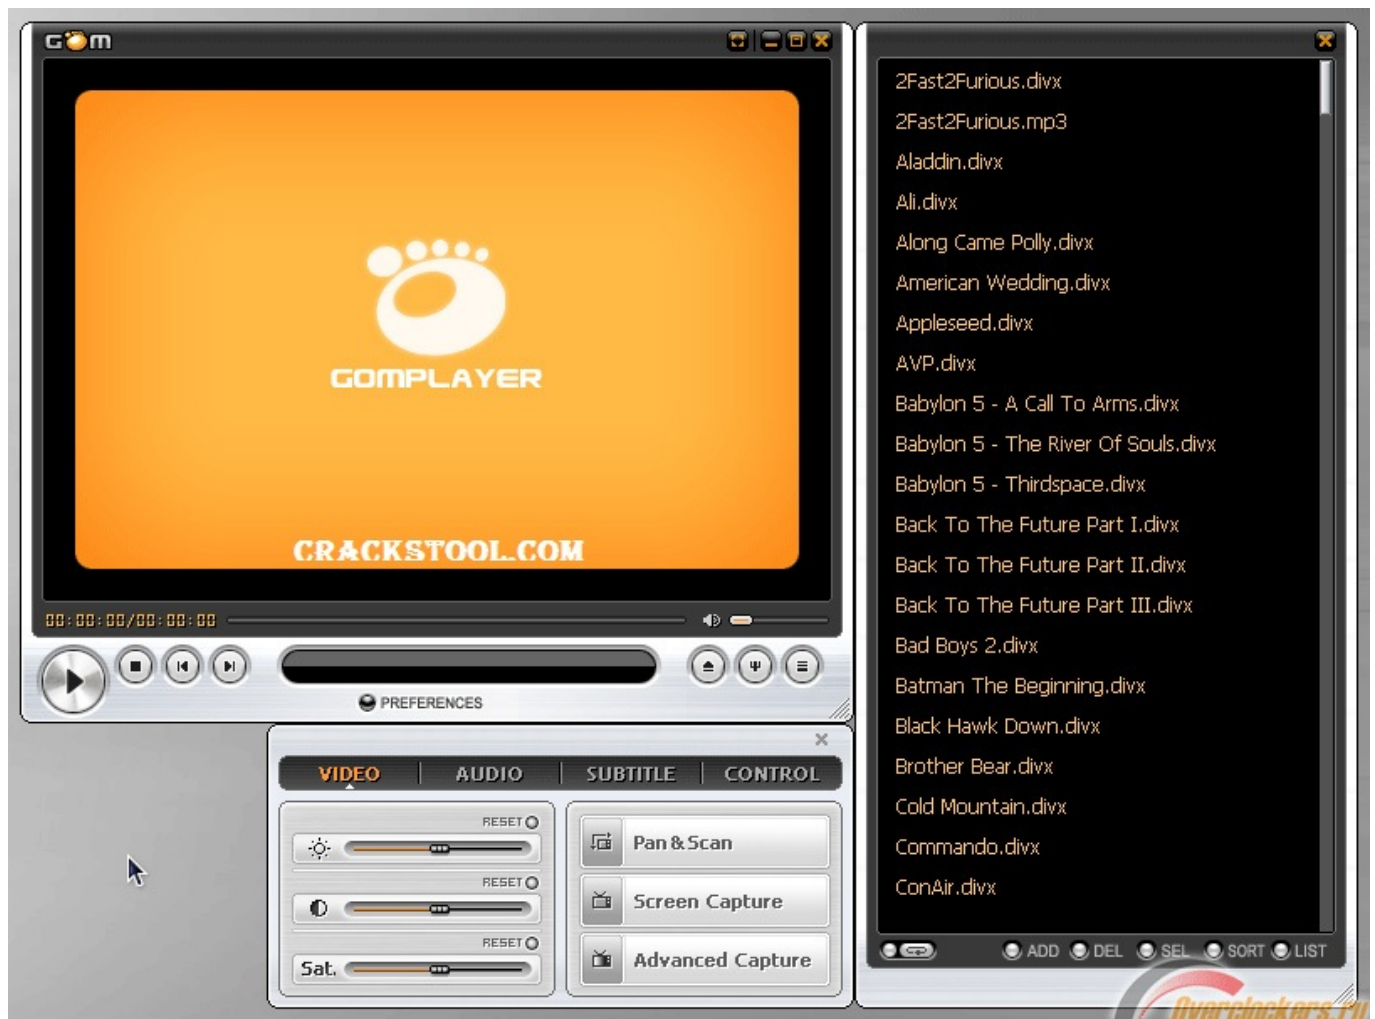 GOM
GOMPLAYER
CRACKSTOOL.COM
00:00:00/00:00:00
PREFERENCES
VIDEO
AUDIO
SUBTITLE
CONTROL
RESET
RESET
RESET
Sat.
Pan & Scan
Screen Capture
Advanced Capture
2Fast2Furious.divx
2Fast2Furious.mp3
Aladdin.divx
Ali.divx
Along Came Polly.divx
American Wedding.divx
Appleseed.divx
AVP.divx
Babylon 5 - A Call To Arms.divx
Babylon 5 - The River Of Souls.divx
Babylon 5 - Thirdspace.divx
Back To The Future Part I.divx
Back To The Future Part II.divx
Back To The Future Part III.divx
Bad Boys 2.divx
Batman The Beginning.divx
Black Hawk Down.divx
Brother Bear.divx
Cold Mountain.divx
Commando.divx
ConAir.divx
ADD DEL SEL SORT LIST
Overclockers.ru